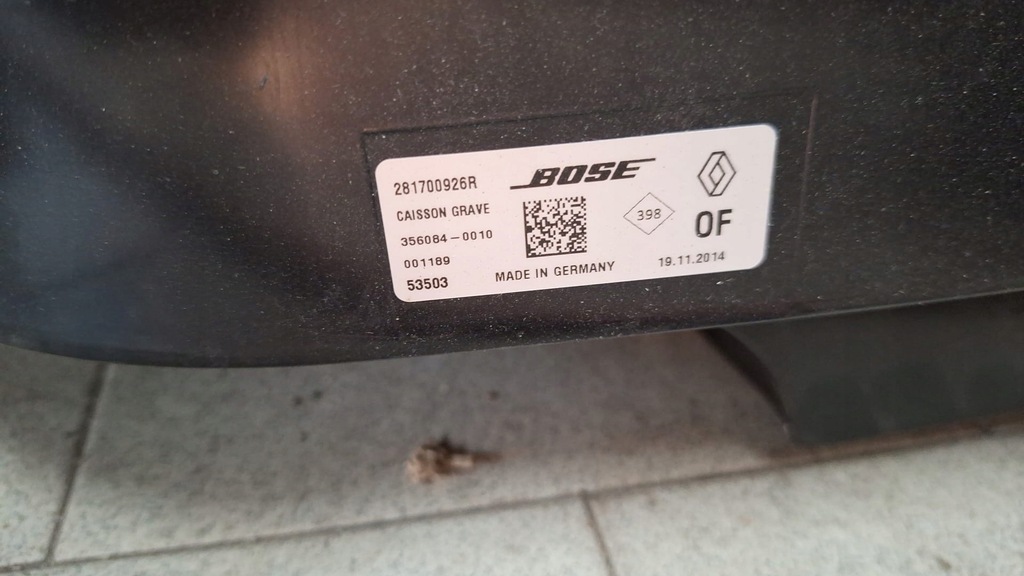 281700926R
CAISSON GRAVE
356084-0010
001189
53503
BOSE
MADE IN GERMANY
398
OF
19.11.2014